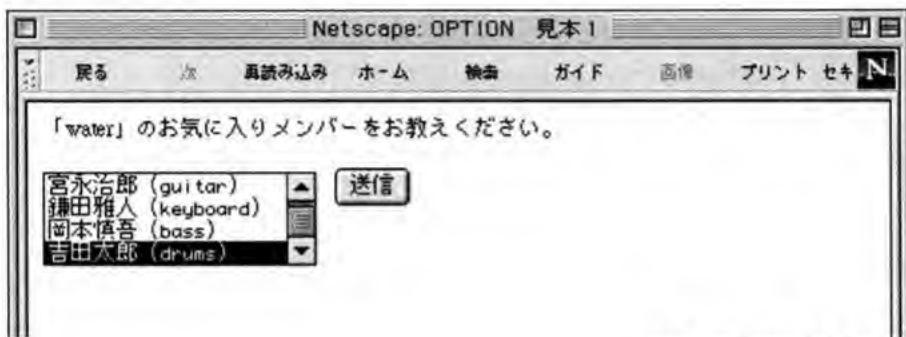 Netscape: OPTION 見本1
戻る 次 再読み込み ホーム 検索 ガイド 画像 プリント セキ N
「water」のお気に入りメンバーをお教えください。
宮永治郎 (guitar)
鎌田雅人 (keyboard)
岡本慎吾 (bass)
吉田太郎 (drums)
送信